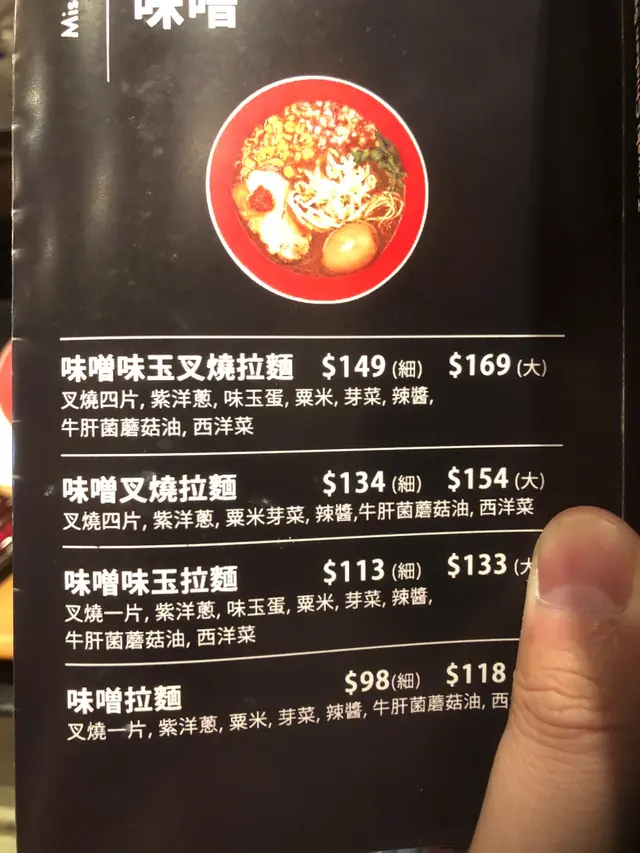 味噌
味噌味玉叉燒拉麵 $149 (細) $169 (大)
叉燒四片, 紫洋蔥, 味玉蛋, 粟米, 芽菜, 辣醬,
牛肝菌蘑菇油, 西洋菜
味噌叉燒拉麵 $134 (細) $154 (大)
叉燒四片, 紫洋蔥, 粟米芽菜, 辣醬,牛肝菌蘑菇油, 西洋菜
味噌味玉拉麵 $113 (細) $133 (大
叉燒一片, 紫洋蔥, 味玉蛋, 粟米, 芽菜, 辣醬,
牛肝菌蘑菇油, 西洋菜
味噌拉麵 $98(細) $118
叉燒一片, 紫洋蔥, 粟米, 芽菜, 辣醬, 牛肝菌蘑菇油, 西